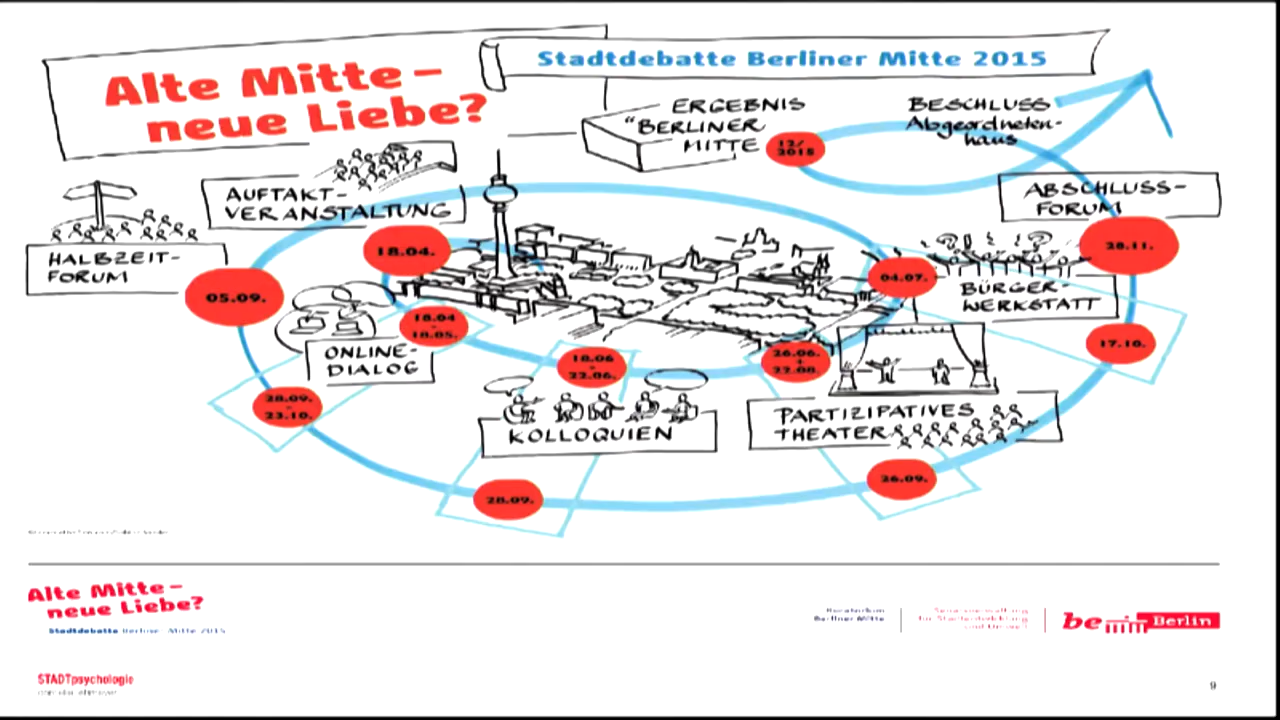 Alte Mitte –
neue Liebe?
Stadtdebatte Berliner Mitte 2015
ERGEBNIS
"BERLINER
MITTE
12/
2015
BESCHLUSS
Abgeordneten-
haus
AUFTAKT-
VERANSTALTUNG
18.04.
HALBZEIT-
FORUM
05.09.
ABSCHLUSS-
FORUM
28.11.
04.07.
BÜRGER-
WERKSTATT
17.10.
18.04
-
18.05.
ONLINE-
DIALOG
28.09.
-
23.10.
18.06
-
22.06.
KOLLOQUIEN
28.09.
26.06.
+
22.08.
PARTIZIPATIVES
THEATER
26.09.
Alte Mitte –
neue Liebe?
Stadtdebatte Berliner Mitte 2015
Berliner Mitte
be Berlin
STADTpsychologie
9